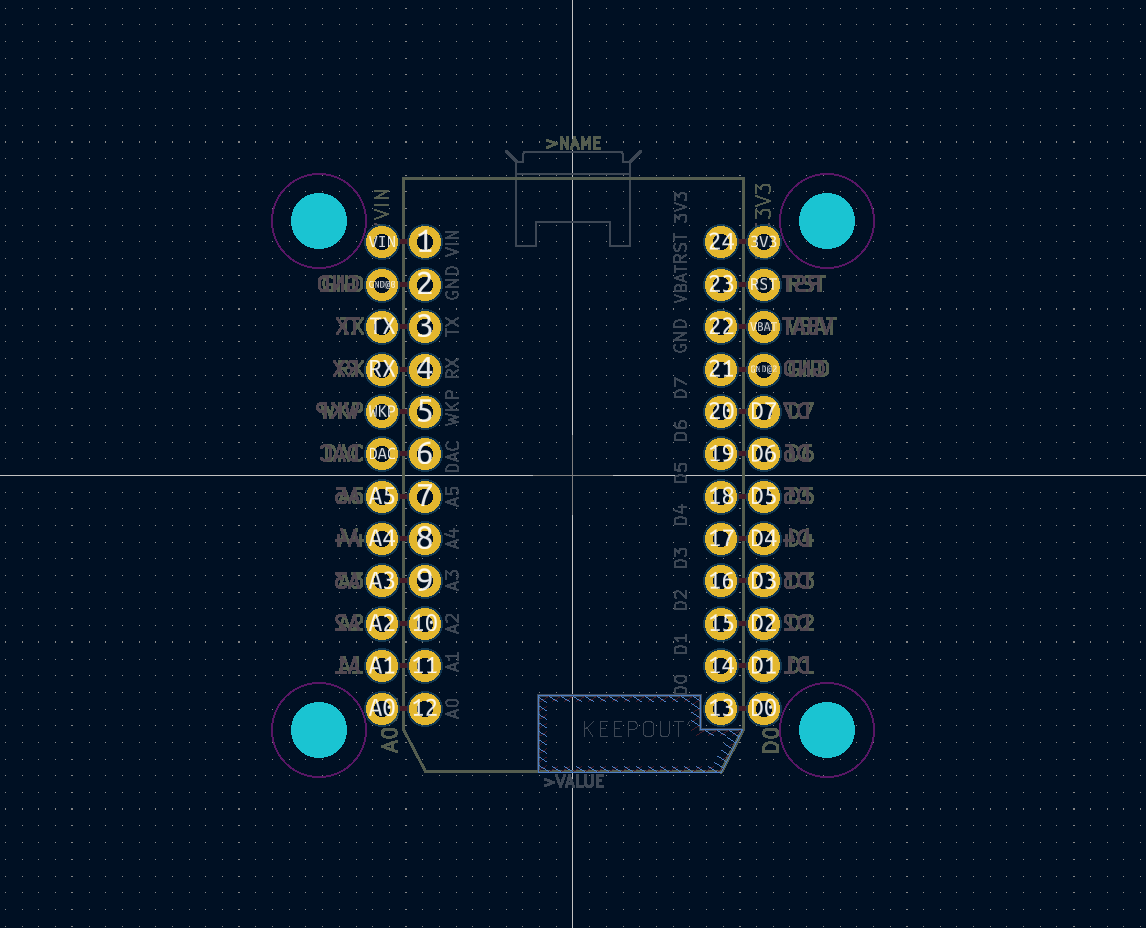 >NAME
VIN 3V3 3V3
VIN 1 VIN 24 3V3
GND GND@8 2 GND RST 23 RST RST
TX TX 3 TX VBAT 22 VBAT VBAT
RX RX 4 RX GND 21 GND@7 GND
WKP WKP 5 WKP D7 20 D7 D7
DAC DAC 6 DAC D6 19 D6 D6
A5 A5 7 A5 D5 18 D5 D5
A4 A4 8 A4 D4 17 D4 D4
A3 A3 9 A3 D3 16 D3 D3
A2 A2 10 A2 D2 15 D2 D2
A1 A1 11 A1 D1 14 D1 D1
A0 12 A0 D0 13 D0
A0 KEEPOUT D0
>VALUE